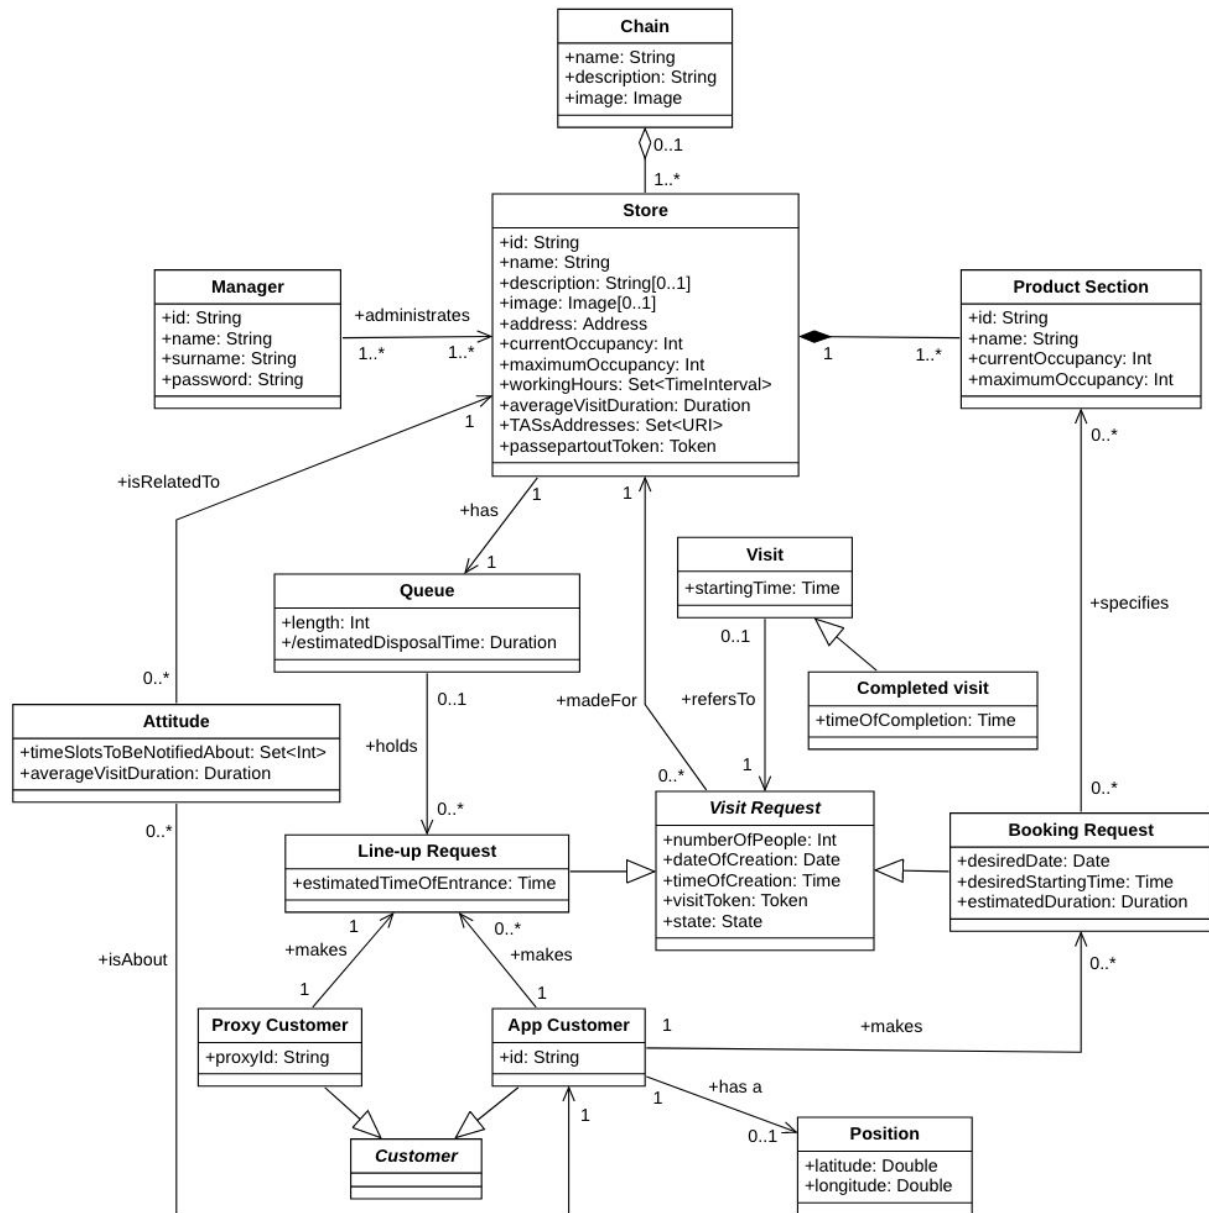 Chain
+name: String
+description: String
+image: Image
0..1
1..*
Store
+id: String
+name: String
+description: String[0..1]
+image: Image[0..1]
+address: Address
+currentOccupancy: Int
+maximumOccupancy: Int
+workingHours: Set<TimeInterval>
+averageVisitDuration: Duration
+TASsAddresses: Set<URI>
+passepartoutToken: Token
Manager
+id: String
+name: String
+surname: String
+password: String
+administrates
1..*
1..*
Product Section
+id: String
+name: String
+currentOccupancy: Int
+maximumOccupancy: Int
1
1..*
0..*
1
+isRelatedTo
+has
1
1
1
Queue
+length: Int
+/estimatedDisposalTime: Duration
Visit
+startingTime: Time
0..1
+specifies
Completed visit
+timeOfCompletion: Time
0..*
0..1
+madeFor
+refersTo
Attitude
+timeSlotsToBeNotifiedAbout: Set<Int>
+averageVisitDuration: Duration
+holds
0..*
1
0..*
0..*
0..*
Line-up Request
+estimatedTimeOfEntrance: Time
Visit Request
+numberOfPeople: Int
+dateOfCreation: Date
+timeOfCreation: Time
+visitToken: Token
+state: State
Booking Request
+desiredDate: Date
+desiredStartingTime: Time
+estimatedDuration: Duration
1
0..*
+isAbout
+makes
+makes
0..*
1
1
Proxy Customer
+proxyId: String
App Customer
+id: String
1
+makes
+has a
1
1
0..1
Customer
Position
+latitude: Double
+longitude: Double